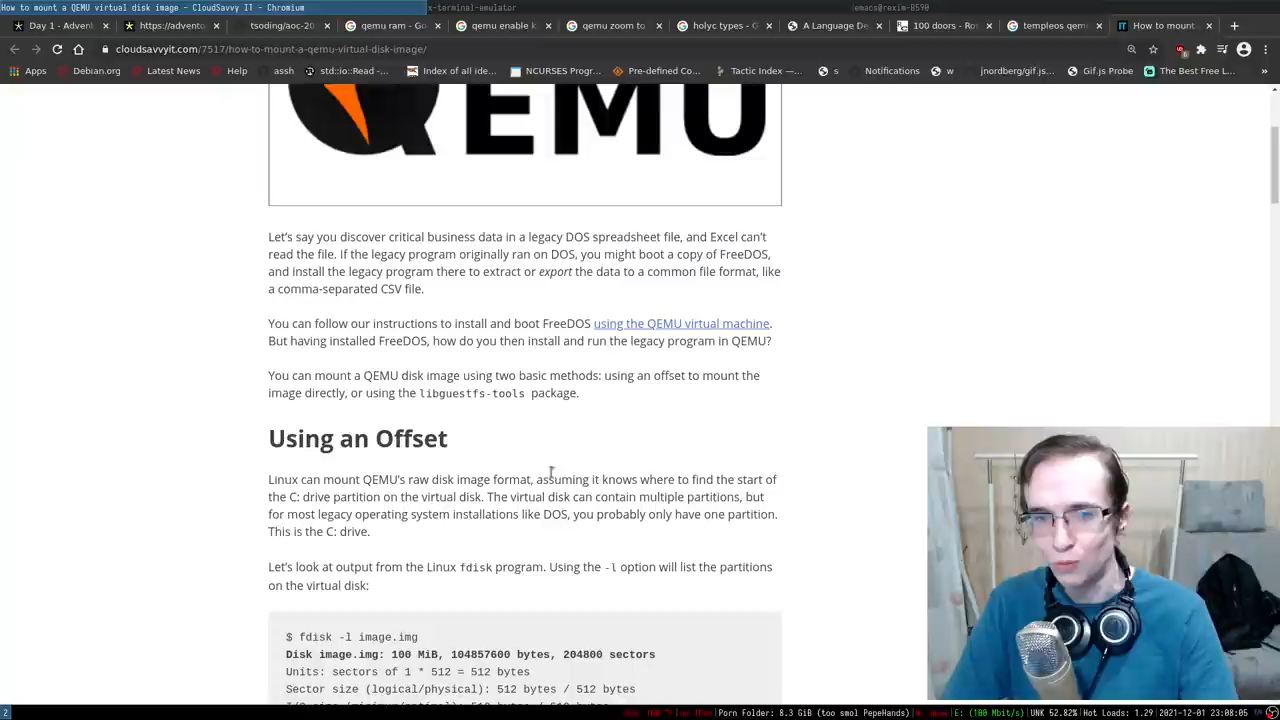 How to mount a QEMU virtual disk image - CloudSavvy IT - Chromium
x-terminal-emulator
emacs@rexim-8590
Day 1 - Advent
https://advento
tsoding/aoc-20
qemu ram - Go
qemu enable k
qemu zoom to
holyc types - G
A Language De
100 doors - Ro
templeos qem
How to mount
cloudsavvyit.com/7517/how-to-mount-a-qemu-virtual-disk-image/
Apps
Debian.org
Latest News
Help
assh
std::io::Read -...
Index of all ide...
NCURSES Progr...
Pre-defined Co...
Tactic Index —...
s
Notifications
w
jnordberg/gif.js...
Gif.js Probe
The Best Free L...
QEMU
Let's say you discover critical business data in a legacy DOS spreadsheet file, and Excel can't
read the file. If the legacy program originally ran on DOS, you might boot a copy of FreeDOS,
and install the legacy program there to extract or export the data to a common file format, like
a comma-separated CSV file.
You can follow our instructions to install and boot FreeDOS using the QEMU virtual machine.
But having installed FreeDOS, how do you then install and run the legacy program in QEMU?
You can mount a QEMU disk image using two basic methods: using an offset to mount the
image directly, or using the libguestfs-tools package.
Using an Offset
Linux can mount QEMU's raw disk image format, assuming it knows where to find the start of
the C: drive partition on the virtual disk. The virtual disk can contain multiple partitions, but
for most legacy operating system installations like DOS, you probably only have one partition.
This is the C: drive.
Let's look at output from the Linux fdisk program. Using the -l option will list the partitions
on the virtual disk:
$ fdisk -l image.img
Disk image.img: 100 MiB, 104857600 bytes, 204800 sectors
Units: sectors of 1 * 512 = 512 bytes
Sector size (logical/physical): 512 bytes / 512 bytes
2
Porn Folder: 8.3 GiB (too smol PepeHands)
E: (100 Mbit/s)
UNK 52.82%
Hot Loads: 1.29
2021-12-01 23:08:05